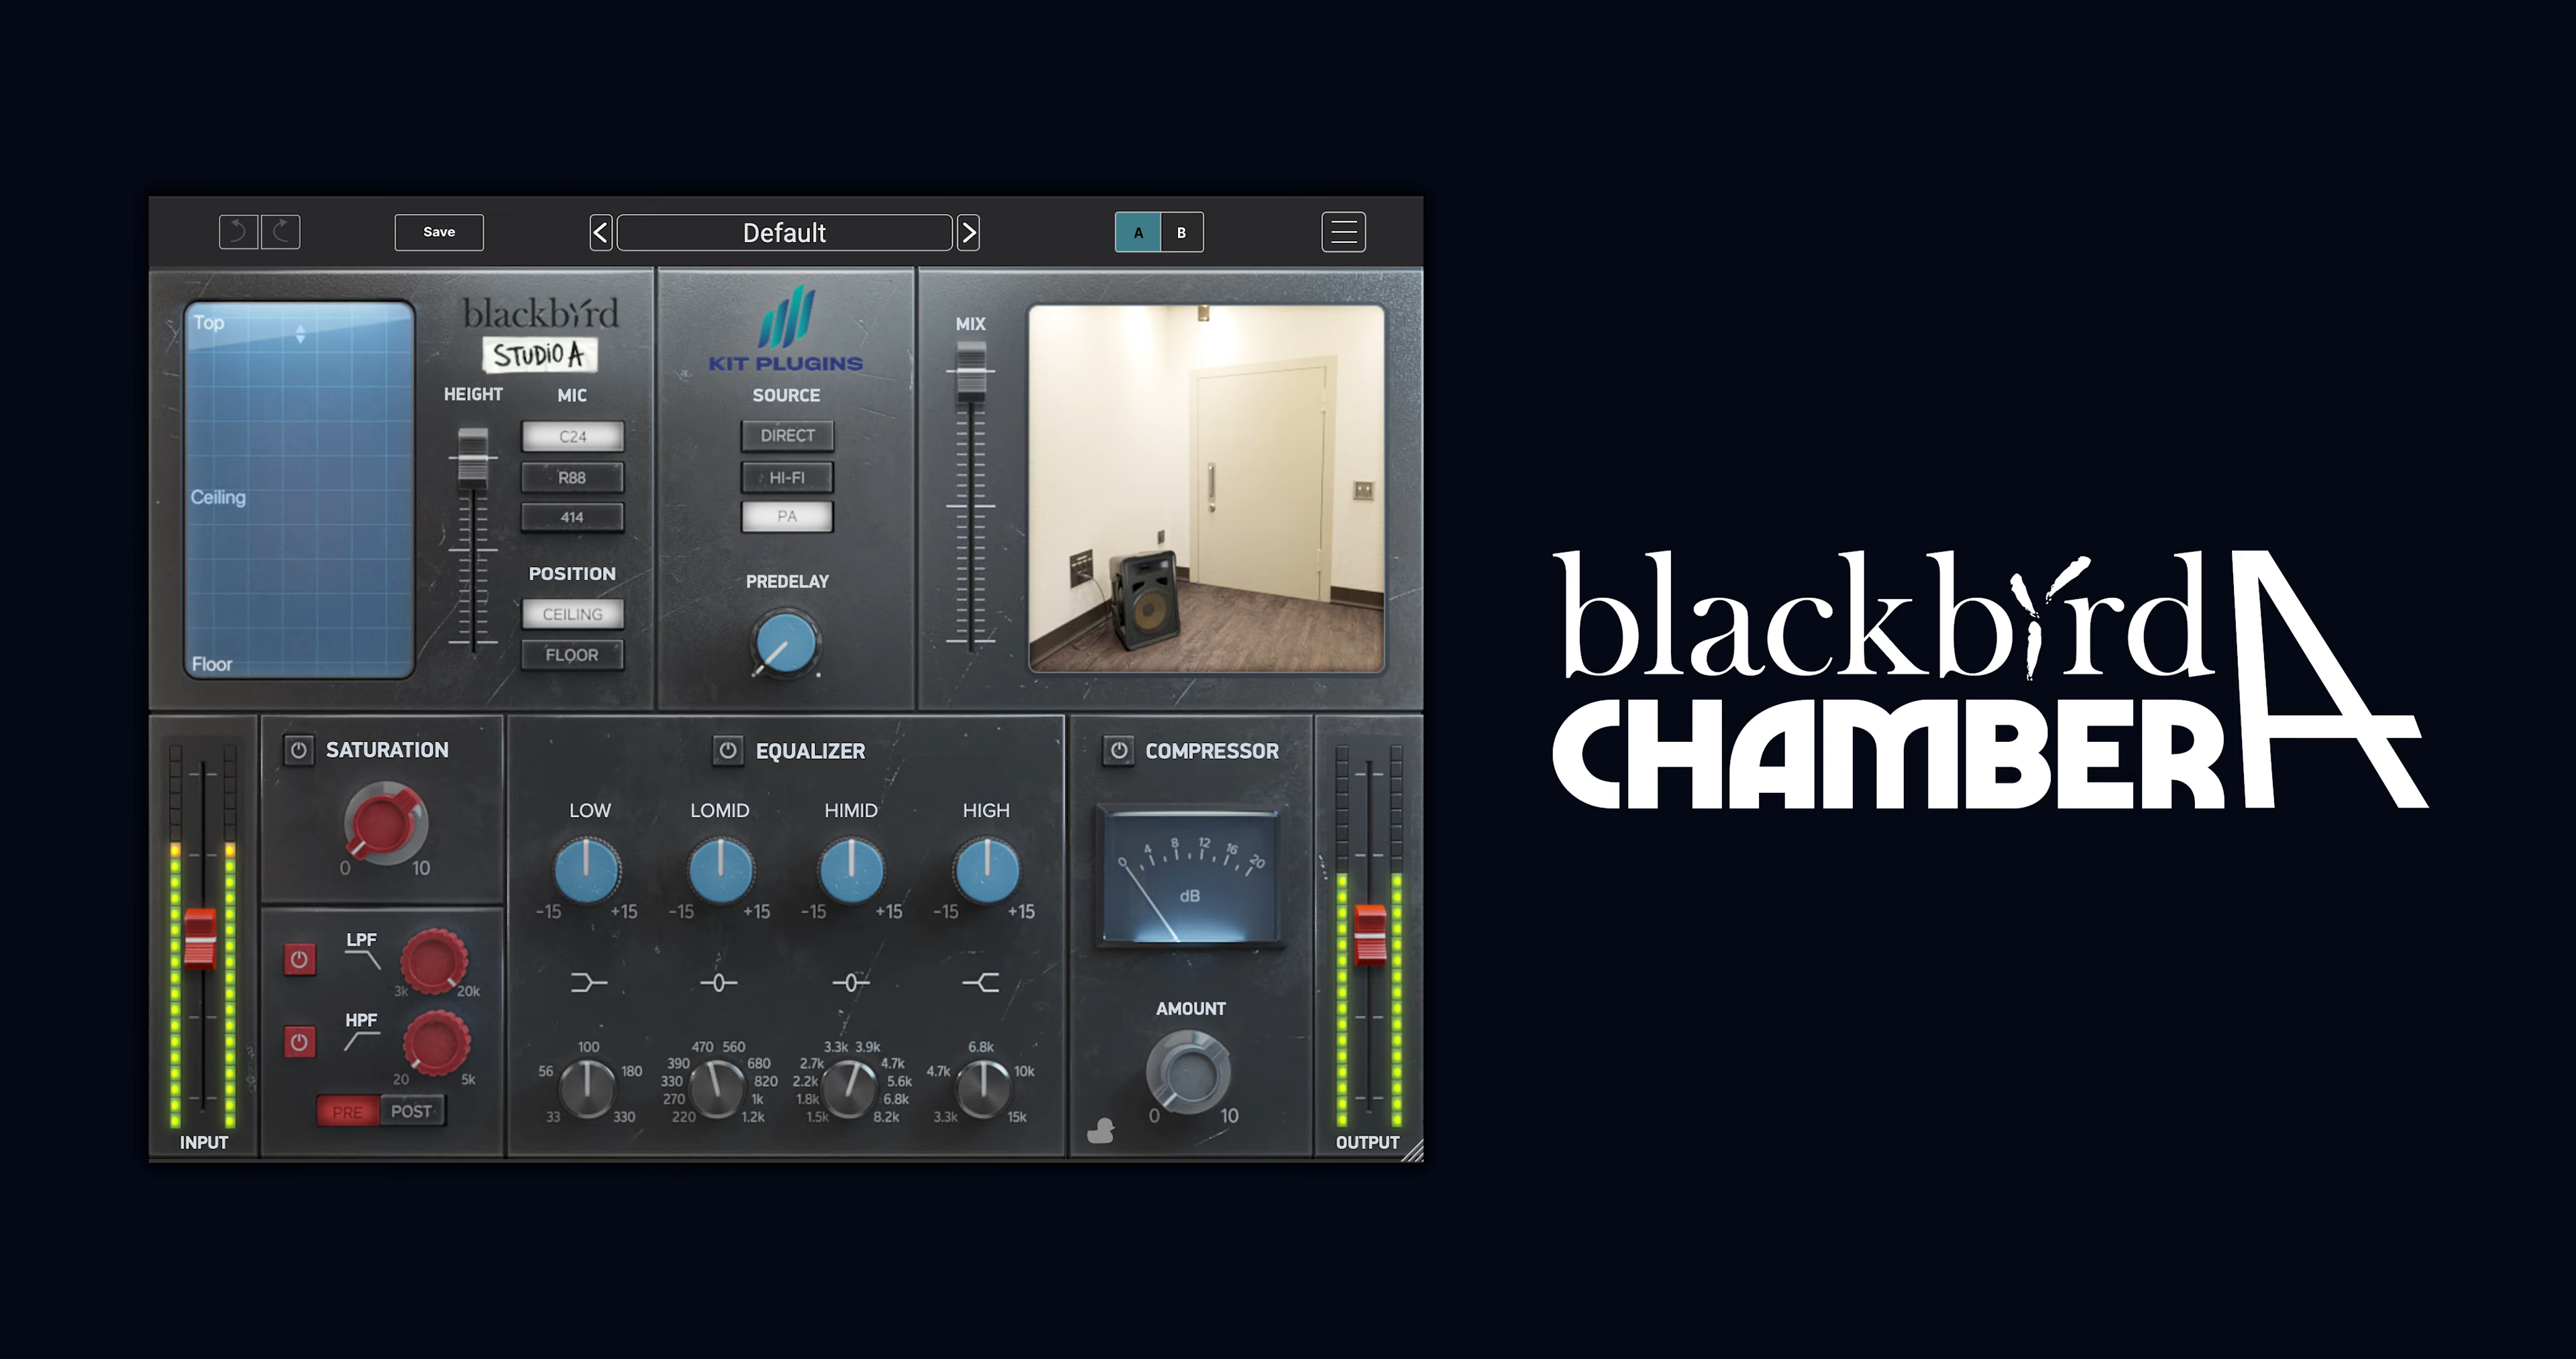 Save
Default
A B
Top
Ceiling
Floor
blackbird
STUDIO A
HEIGHT MIC
C24
R88
414
POSITION
CEILING
FLOOR
KIT PLUGINS
SOURCE
DIRECT
HI-FI
PA
PREDELAY
MIX
INPUT
SATURATION
0 10
LPF
3k 20k
HPF
20 5k
PRE POST
EQUALIZER
LOW LOMID HIMID HIGH
-15 +15 -15 +15 -15 +15 -15 +15
33 56 100 180 330
220 270 330 390 470 560 680 820 1k 1.2k
1.5k 1.8k 2.2k 2.7k 3.3k 3.9k 4.7k 5.6k 6.8k 8.2k
3.3k 4.7k 6.8k 10k 15k
COMPRESSOR
0 4 8 12 16 20
dB
AMOUNT
0 10
OUTPUT
blackbird
CHAMBER A